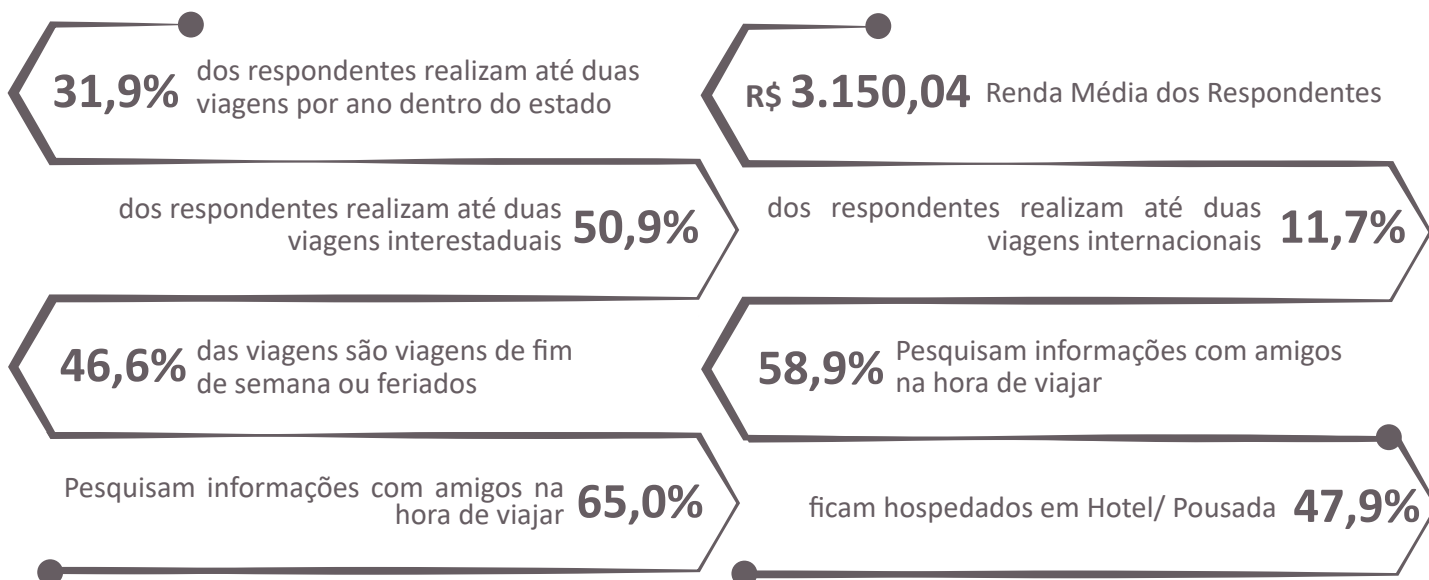 31,9%
dos respondentes realizam até duas
viagens por ano dentro do estado
dos respondentes realizam até duas
viagens interestaduais
50,9%
46,6%
das viagens são viagens de fim
de semana ou feriados
Pesquisam informações com amigos na
hora de viajar
65,0%
R$ 3.150,04 Renda Média dos Respondentes
dos respondentes realizam até duas
viagens internacionais
11,7%
58,9%
Pesquisam informações com amigos
na hora de viajar
ficam hospedados em Hotel/ Pousada 47,9%